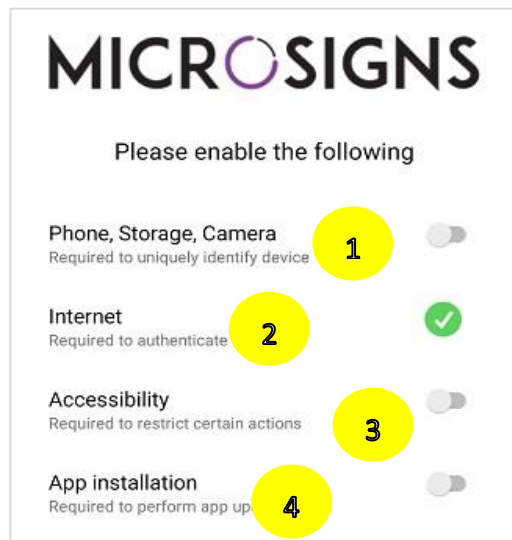 MICROSIGNS
Please enable the following
Phone, Storage, Camera
Required to uniquely identify device
1
Internet
Required to authenticate
2
Accessibility
Required to restrict certain actions
3
App installation
Required to perform app
4